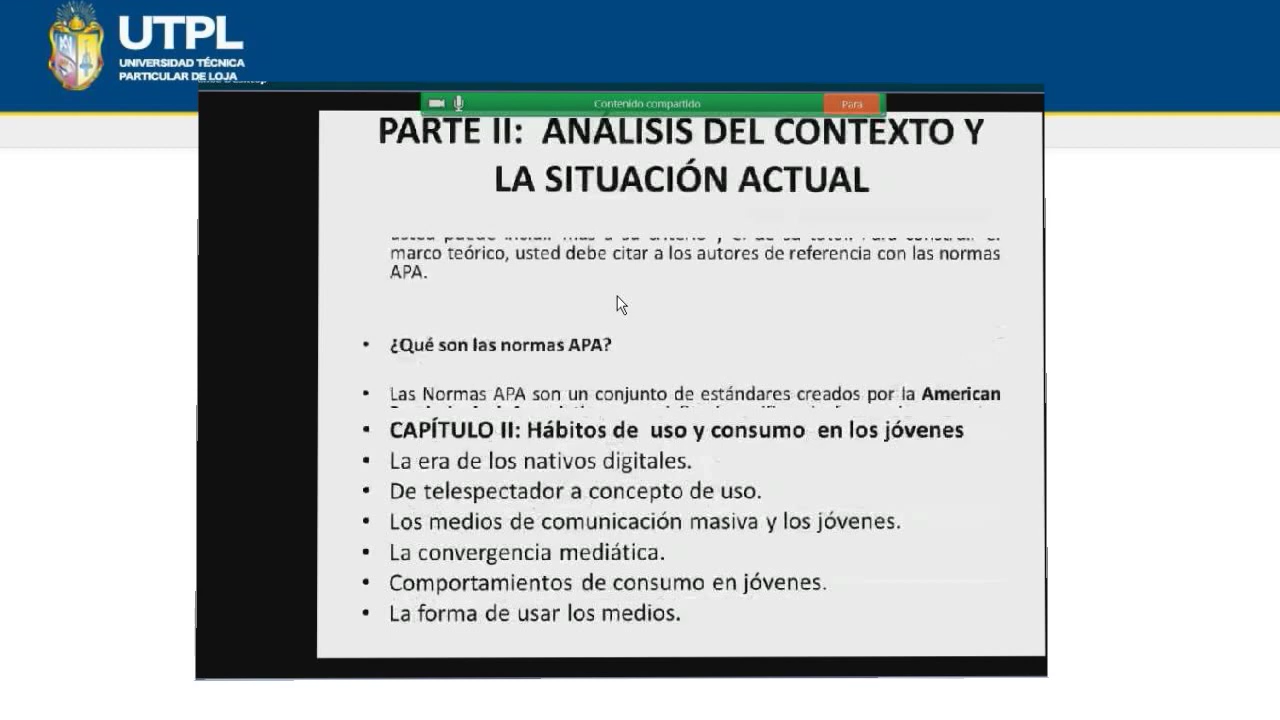 UTPL
UNIVERSIDAD TÉCNICA
PARTICULAR DE LOJA
Contenido compartido
Para
PARTE II: ANÁLISIS DEL CONTEXTO Y
LA SITUACIÓN ACTUAL
marco teórico, usted debe citar a los autores de referencia con las normas
APA.
• ¿Qué son las normas APA?
• Las Normas APA son un conjunto de estándares creados por la American
• CAPÍTULO II: Hábitos de uso y consumo en los jóvenes
• La era de los nativos digitales.
• De telespectador a concepto de uso.
• Los medios de comunicación masiva y los jóvenes.
• La convergencia mediática.
• Comportamientos de consumo en jóvenes.
• La forma de usar los medios.